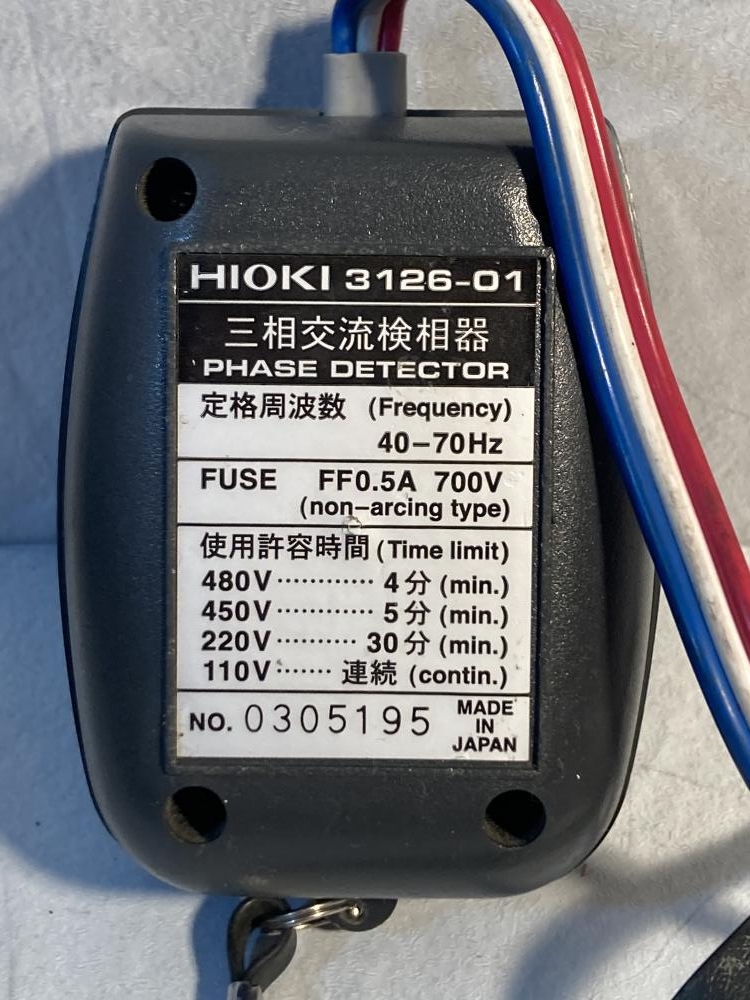 HIOKI 3126-01
三相交流検相器
PHASE DETECTOR
定格周波数 (Frequency)
40-70Hz
FUSE FF0.5A 700V
(non-arcing type)
使用許容時間 (Time limit)
480V ············ 4分 (min.)
450V ············ 5分 (min.)
220V ·········· 30分 (min.)
110V ······· 連続 (contin.)
NO. 0305195
MADE
IN
JAPAN